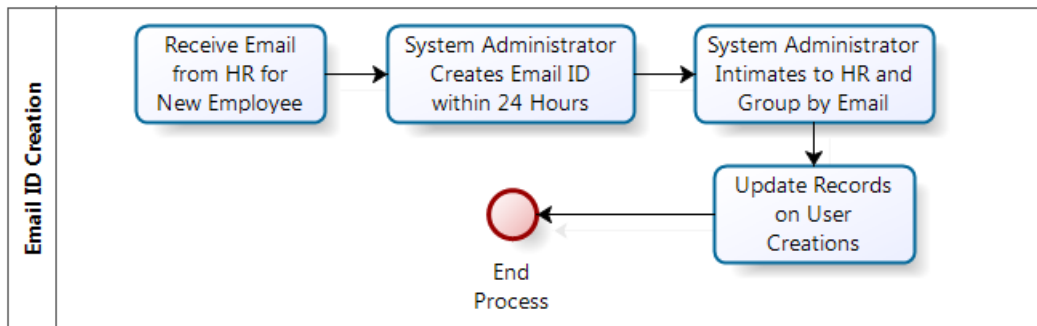 Email ID Creation
Receive Email
from HR for
New Employee
System Administrator
Creates Email ID
within 24 Hours
System Administrator
Intimates to HR and
Group by Email
Update Records
on User
Creations
End
Process